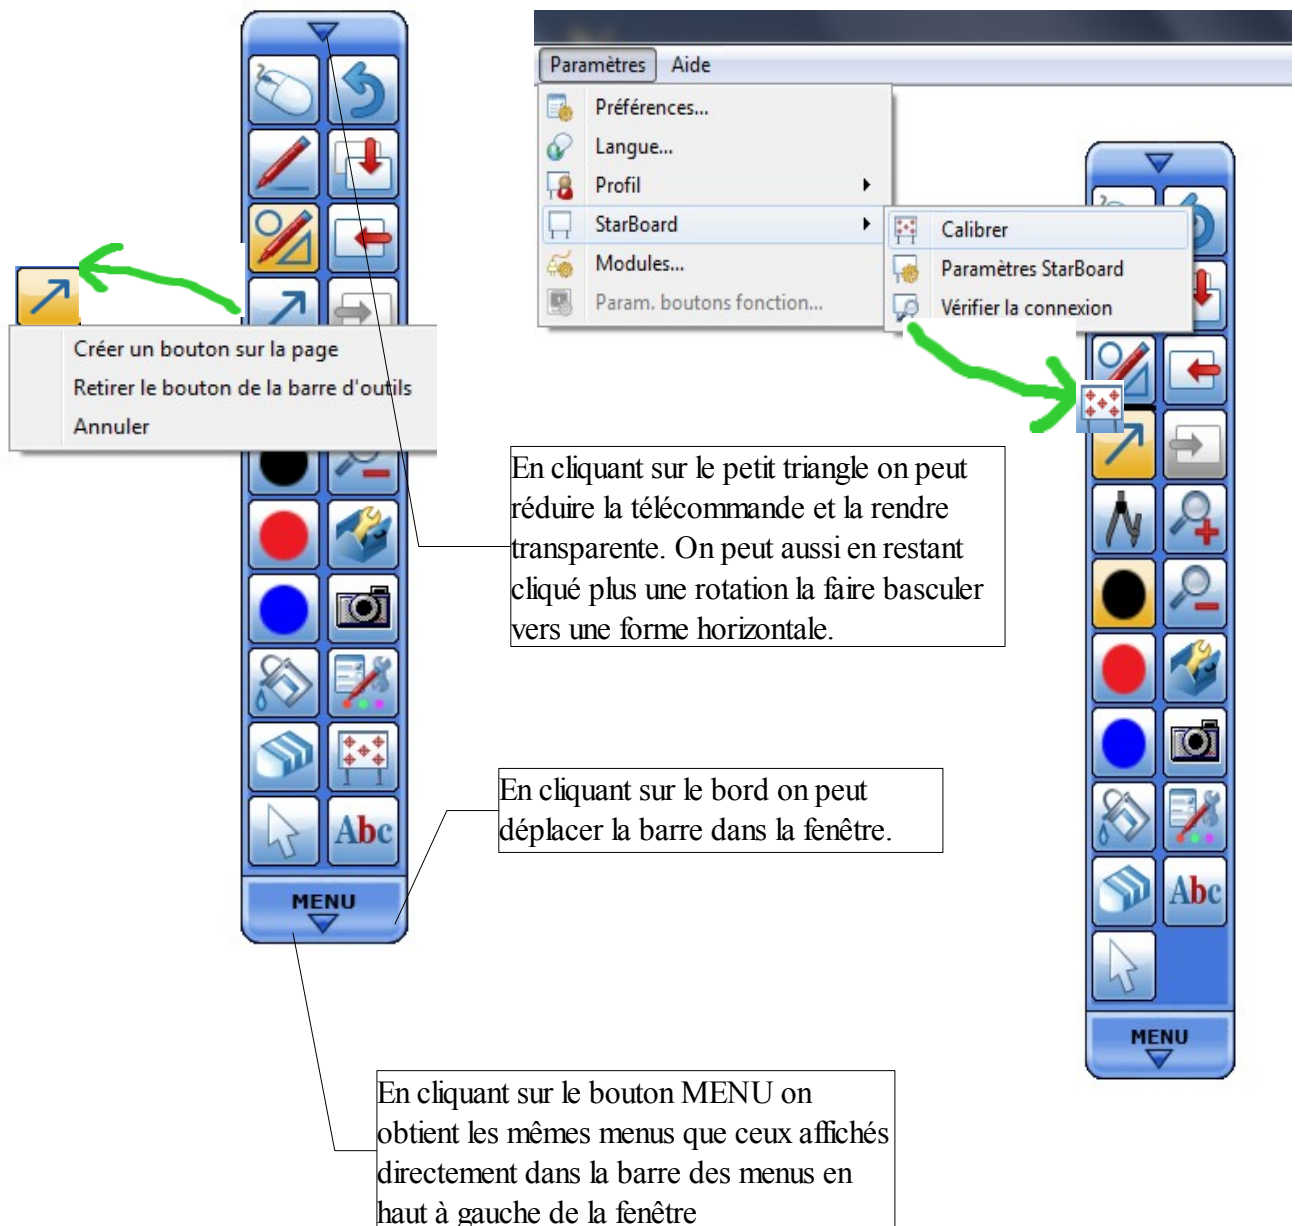 Paramètres Aide
Préférences...
Langue...
Profil
StarBoard
Modules...
Param. boutons fonction...
Calibrer
Paramètres StarBoard
Vérifier la connexion
Créer un bouton sur la page
Retirer le bouton de la barre d'outils
Annuler
En cliquant sur le petit triangle on peut
réduire la télécommande et la rendre
transparente. On peut aussi en restant
cliqué plus une rotation la faire basculer
vers une forme horizontale.
En cliquant sur le bord on peut
déplacer la barre dans la fenêtre.
Abc
MENU
Abc
MENU
En cliquant sur le bouton MENU on
obtient les mêmes menus que ceux affichés
directement dans la barre des menus en
haut à gauche de la fenêtre